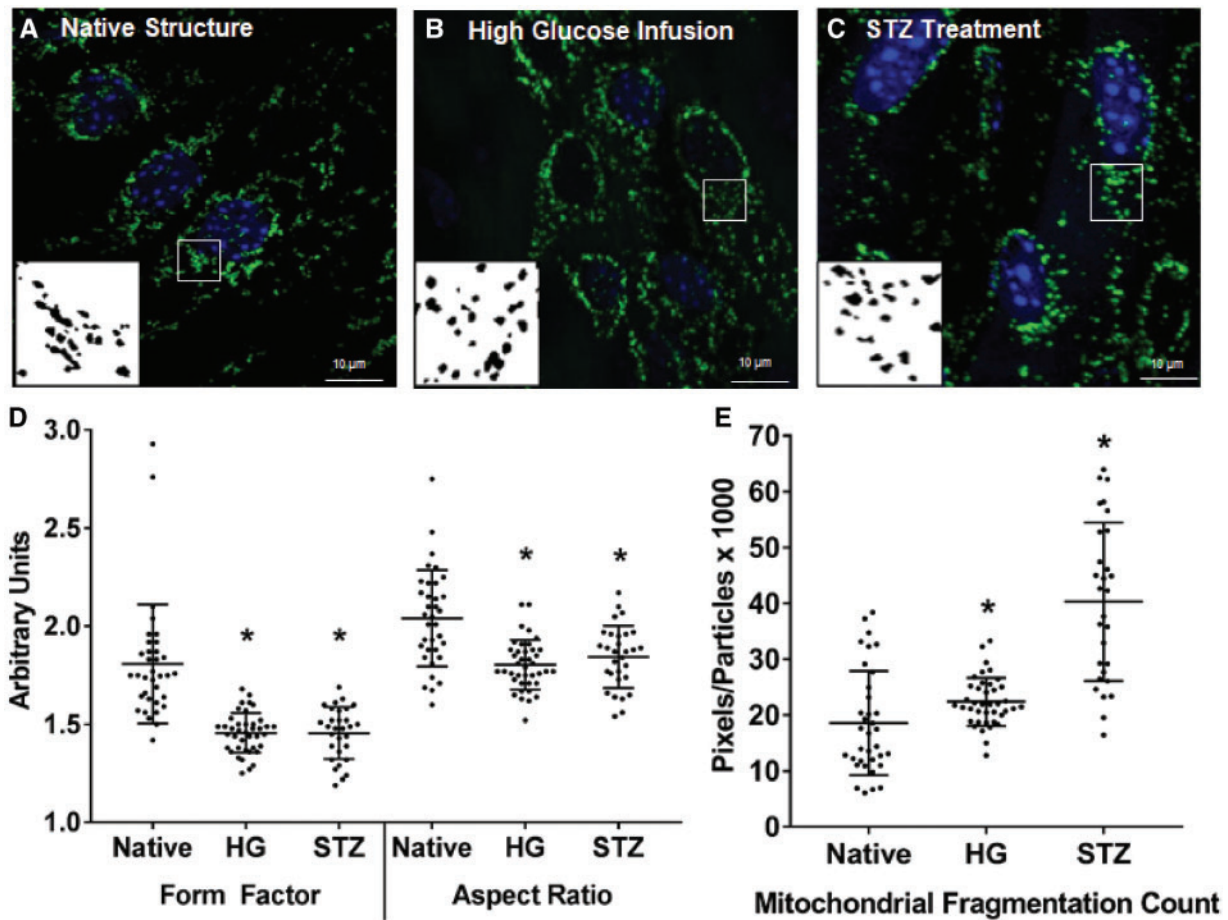 A Native Structure
B High Glucose Infusion
C STZ Treatment
10 µm
10 µm
10 µm
D
Arbitrary Units
3.0
2.5
2.0
1.5
1.0
* * * *
Native HG STZ Native HG STZ
Form Factor Aspect Ratio
E
Pixels/Particles x 1000
70
60
50
40
30
20
10
0
* *
Native HG STZ
Mitochondrial Fragmentation Count